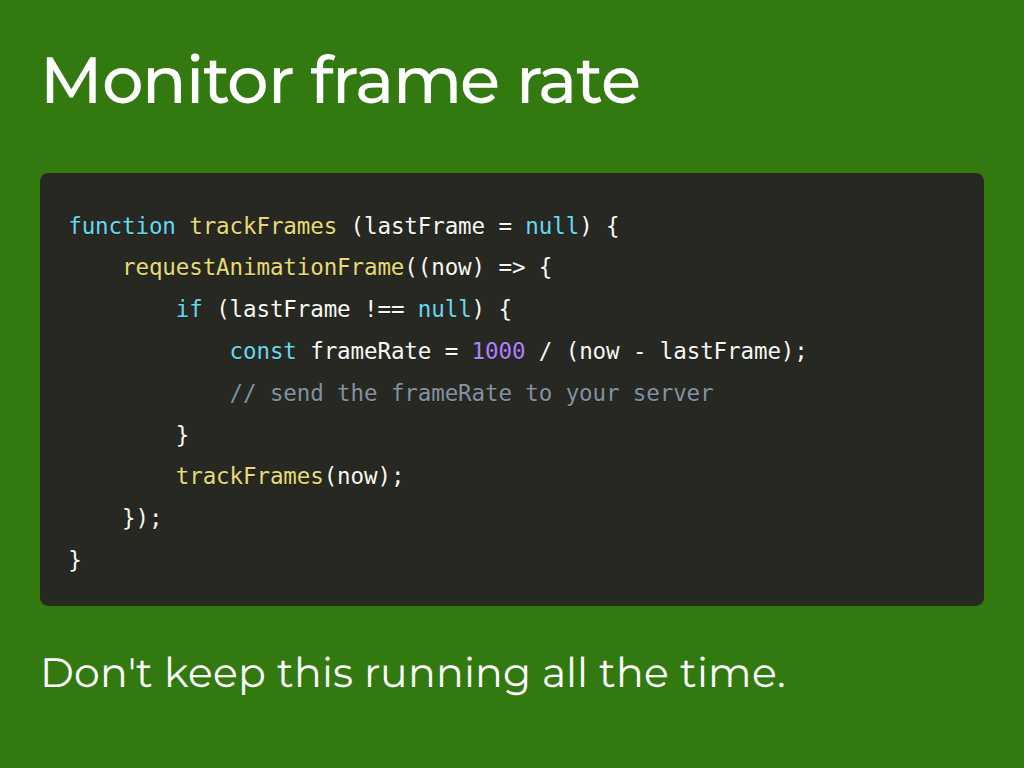 Monitor frame rate
function trackFrames (lastFrame = null) {
    requestAnimationFrame((now) => {
        if (lastFrame !== null) {
            const frameRate = 1000 / (now - lastFrame);
            // send the frameRate to your server
        }
        trackFrames(now);
    });
}
Don't keep this running all the time.